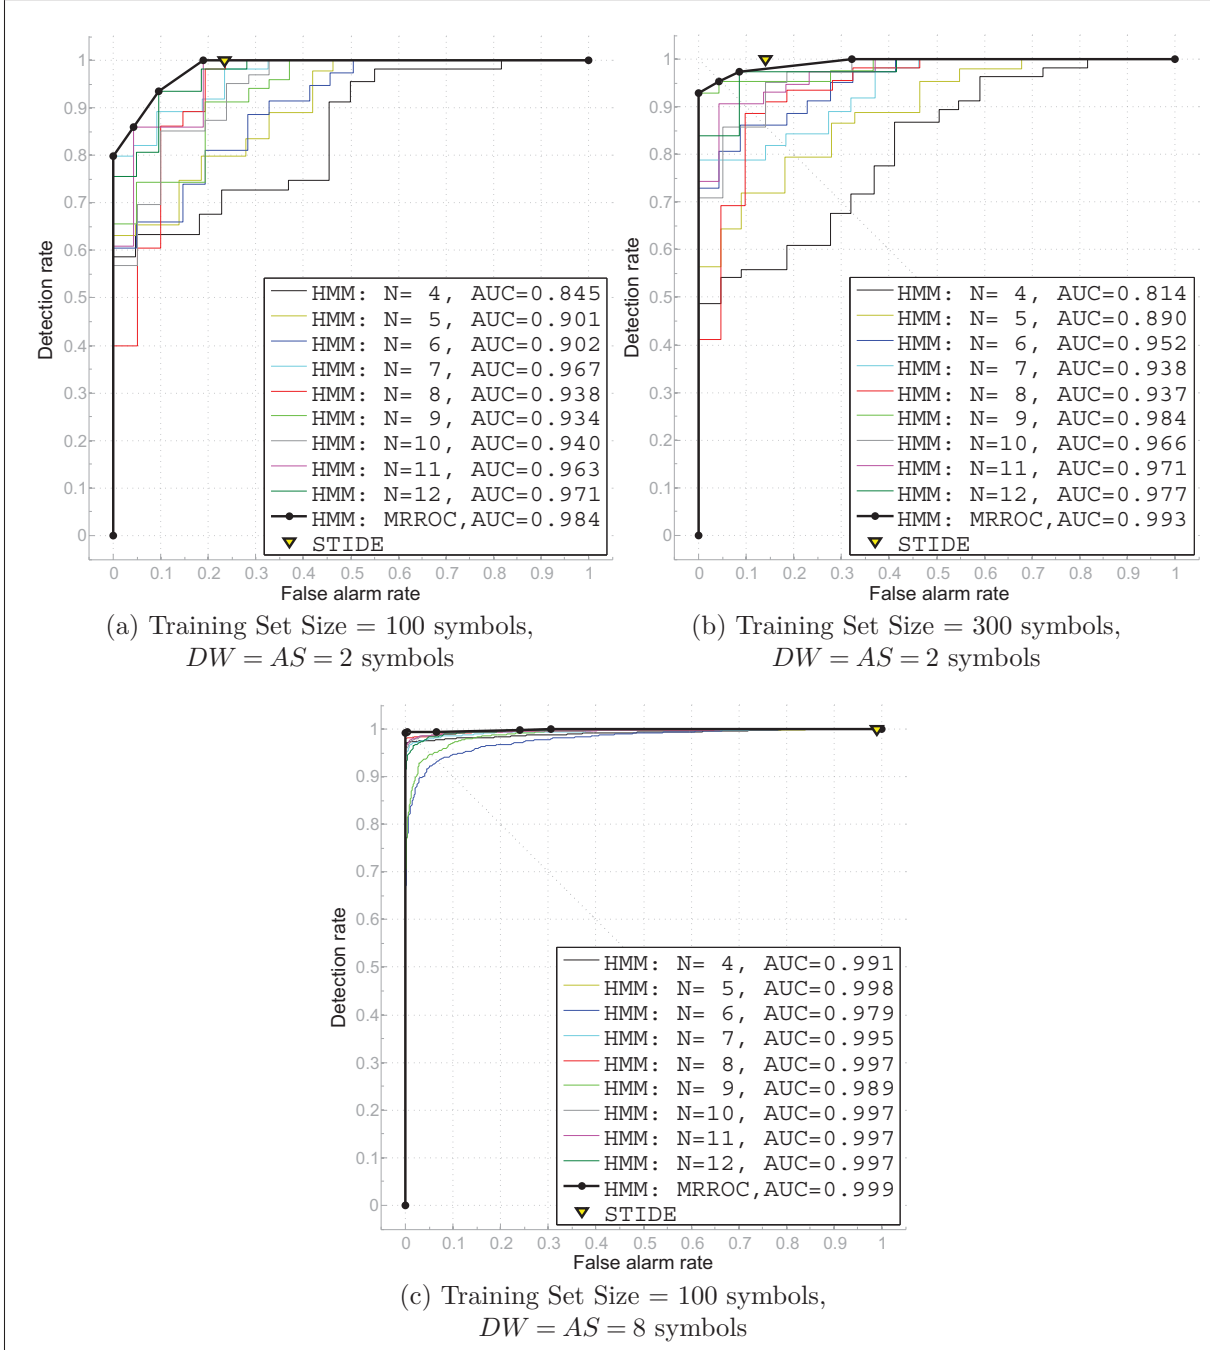 1
0.9
0.8
0.7
0.6
0.5
0.4
0.3
0.2
0.1
0
Detection rate
HMM: N= 4, AUC=0.845
HMM: N= 5, AUC=0.901
HMM: N= 6, AUC=0.902
HMM: N= 7, AUC=0.967
HMM: N= 8, AUC=0.938
HMM: N= 9, AUC=0.934
HMM: N=10, AUC=0.940
HMM: N=11, AUC=0.963
HMM: N=12, AUC=0.971
HMM: MRROC,AUC=0.984
STIDE
0 0.1 0.2 0.3 0.4 0.5 0.6 0.7 0.8 0.9 1
False alarm rate
(a) Training Set Size = 100 symbols,
DW = AS = 2 symbols
1
0.9
0.8
0.7
0.6
0.5
0.4
0.3
0.2
0.1
0
Detection rate
HMM: N= 4, AUC=0.814
HMM: N= 5, AUC=0.890
HMM: N= 6, AUC=0.952
HMM: N= 7, AUC=0.938
HMM: N= 8, AUC=0.937
HMM: N= 9, AUC=0.984
HMM: N=10, AUC=0.966
HMM: N=11, AUC=0.971
HMM: N=12, AUC=0.977
HMM: MRROC,AUC=0.993
STIDE
0 0.1 0.2 0.3 0.4 0.5 0.6 0.7 0.8 0.9 1
False alarm rate
(b) Training Set Size = 300 symbols,
DW = AS = 2 symbols
1
0.9
0.8
0.7
0.6
0.5
0.4
0.3
0.2
0.1
0
Detection rate
HMM: N= 4, AUC=0.991
HMM: N= 5, AUC=0.998
HMM: N= 6, AUC=0.979
HMM: N= 7, AUC=0.995
HMM: N= 8, AUC=0.997
HMM: N= 9, AUC=0.989
HMM: N=10, AUC=0.997
HMM: N=11, AUC=0.997
HMM: N=12, AUC=0.997
HMM: MRROC,AUC=0.999
STIDE
0 0.1 0.2 0.3 0.4 0.5 0.6 0.7 0.8 0.9 1
False alarm rate
(c) Training Set Size = 100 symbols,
DW = AS = 8 symbols